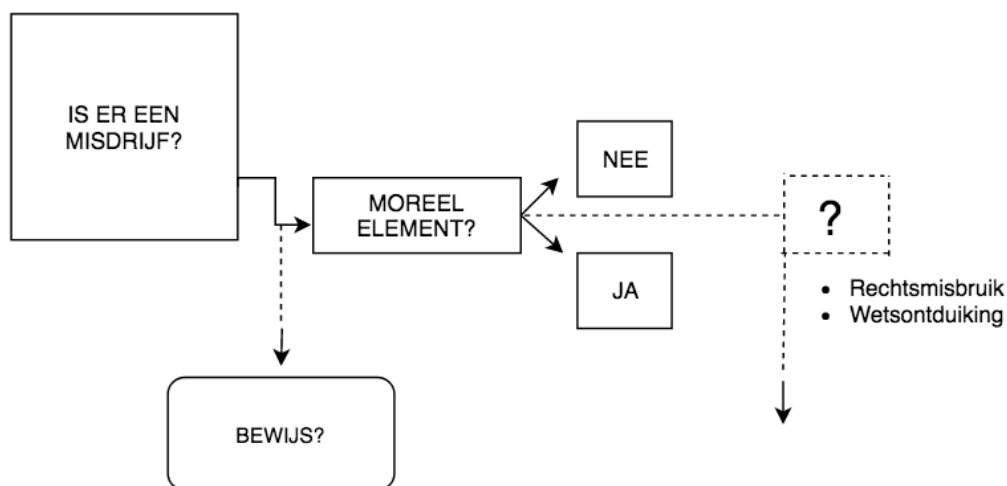 IS ER EEN
MISDRIJF?
MOREEL
ELEMENT?
NEE
JA
?
• Rechtsmisbruik
• Wetsontduiking
BEWIJS?